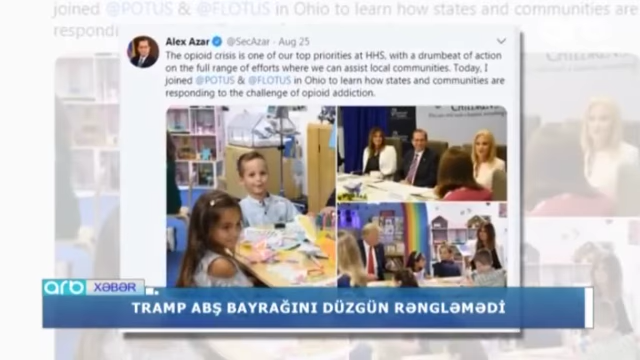 joined @POTUS & @FLOTUS in Ohio to learn how states and communities are
Alex Azar @SecAzar · Aug 25
The opioid crisis is one of our top priorities at HHS, with a drumbeat of action
on the full range of efforts where we can assist local communities. Today, I
joined @POTUS & @FLOTUS in Ohio to learn how states and communities are
responding to the challenge of opioid addiction.
arb XƏBƏR
TRAMP ABŞ BAYRAĞINI DÜZGÜN RƏNGLƏMƏDİ